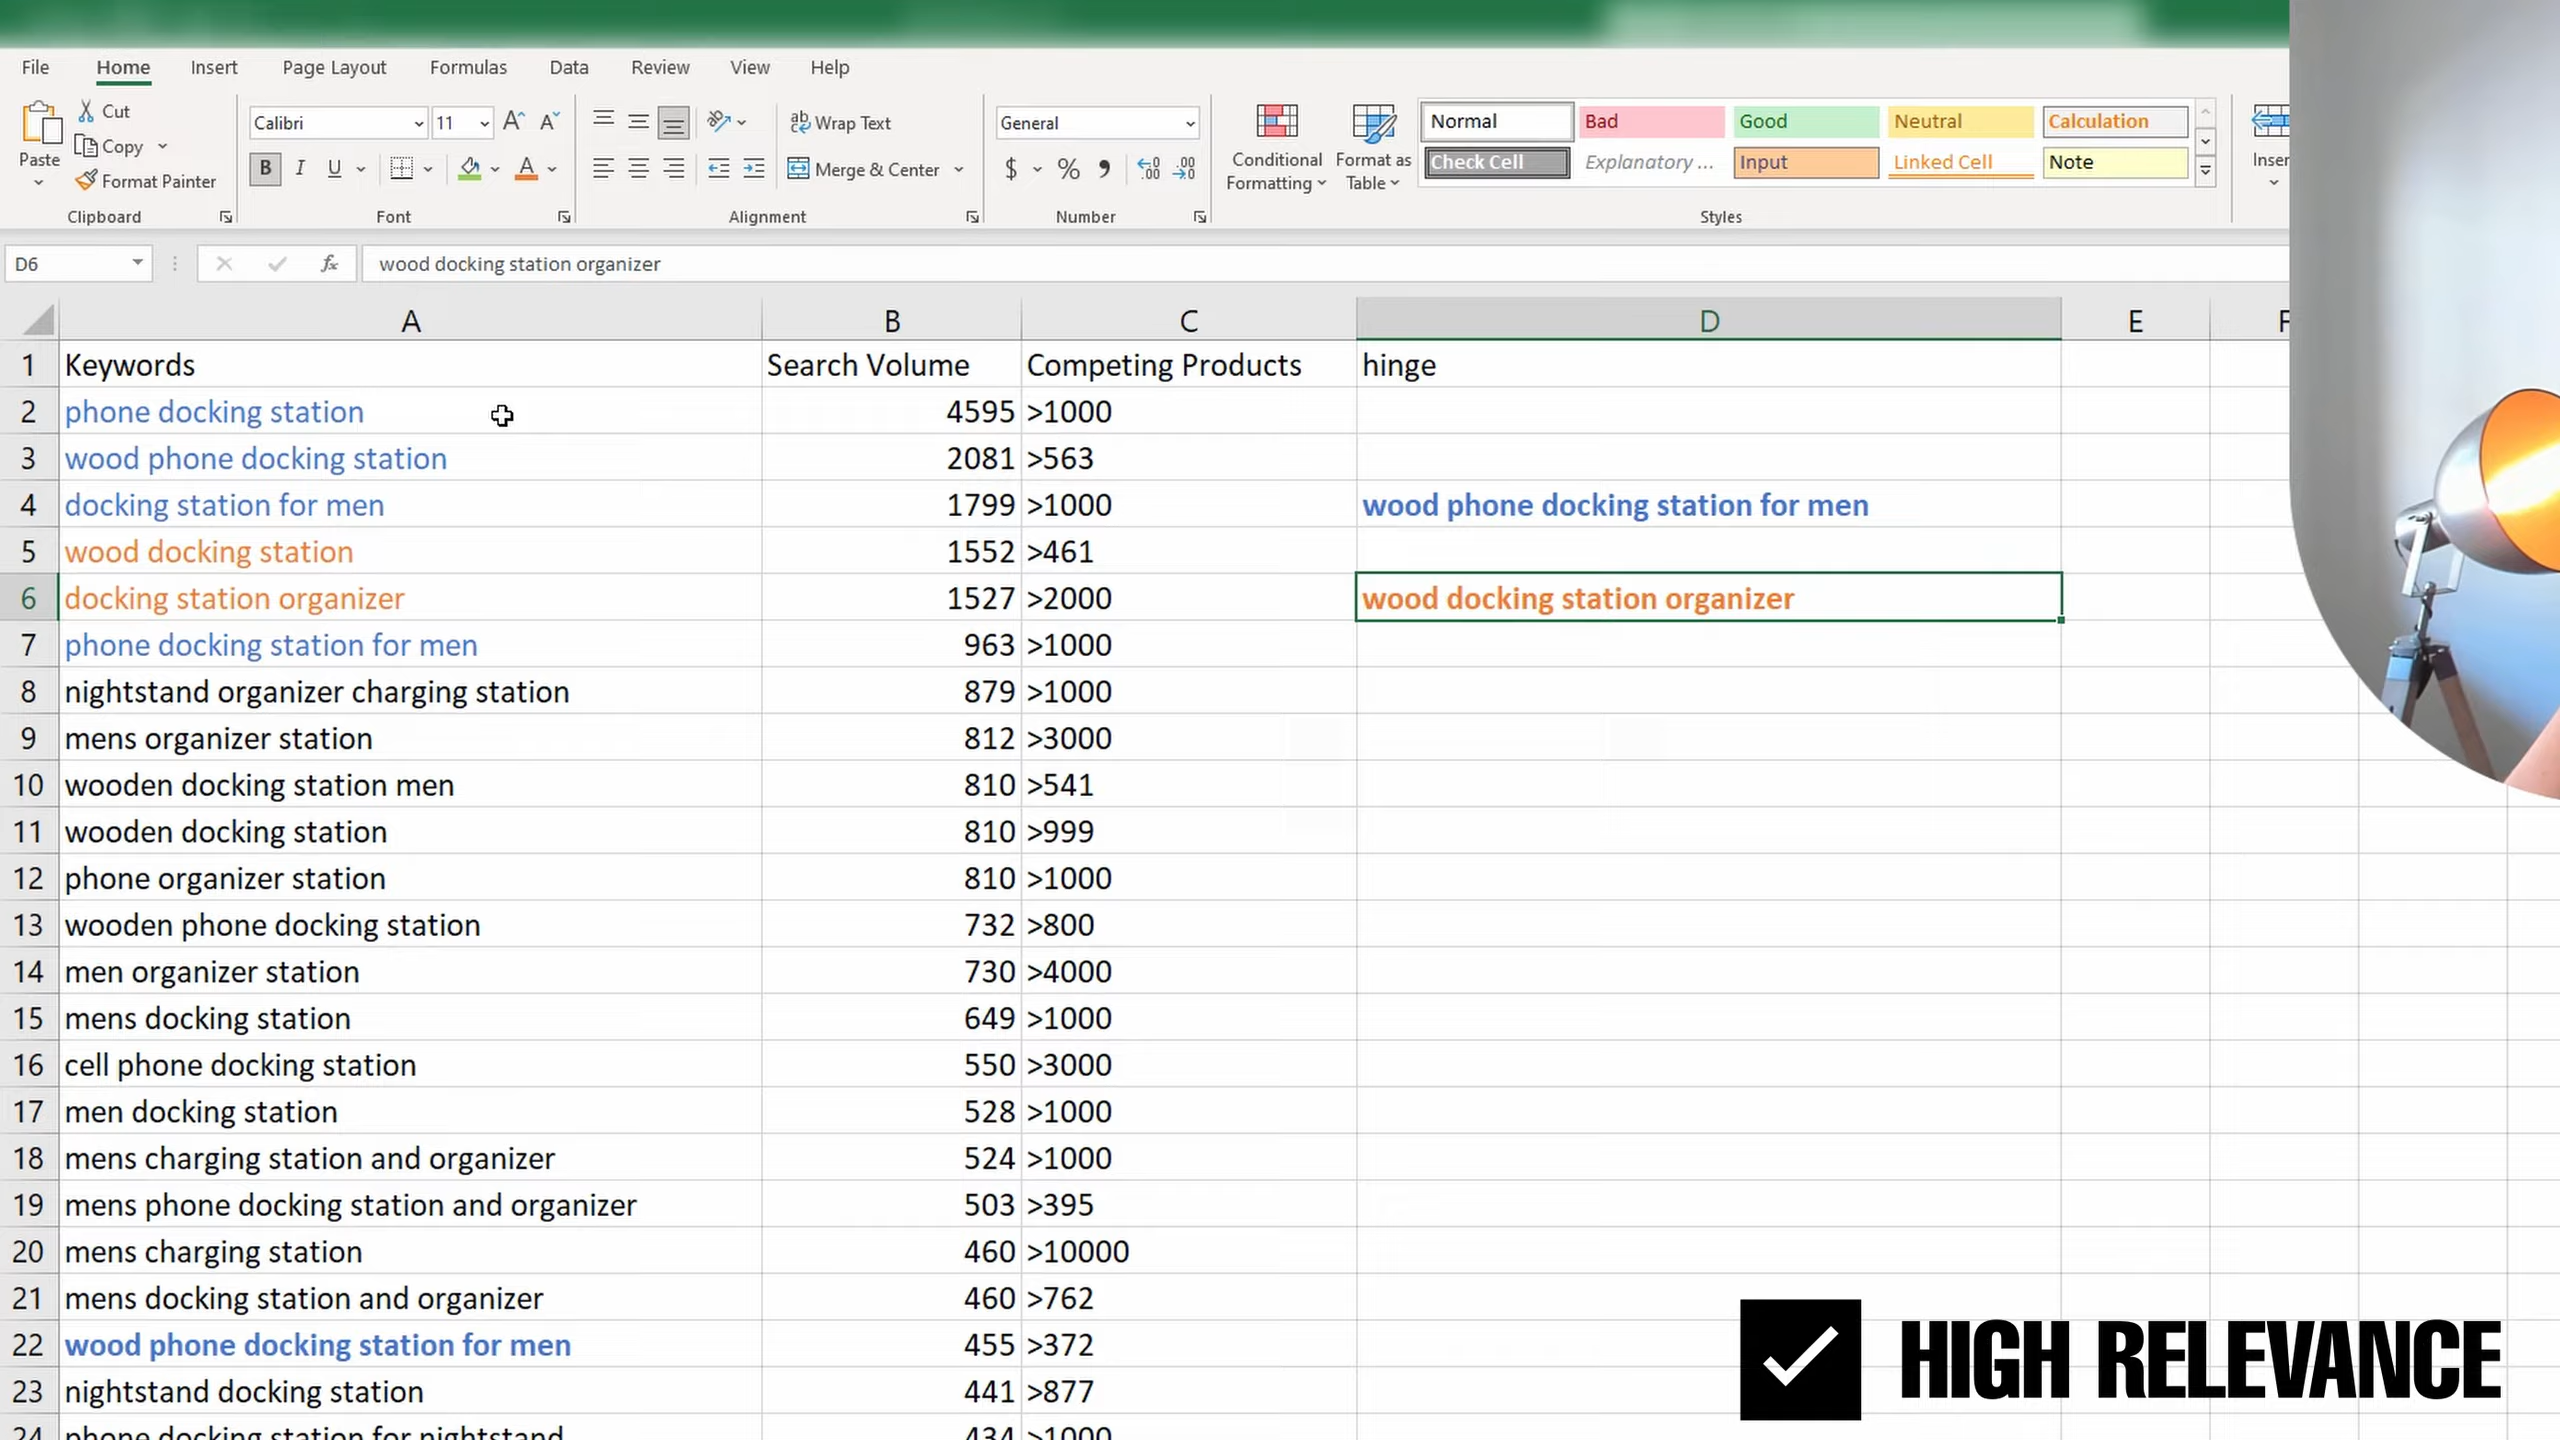 File Home Insert Page Layout Formulas Data Review View Help
Paste Cut Copy Format Painter Clipboard
Calibri 11 B I U Font
Wrap Text Merge & Center Alignment
General $ % Number
Conditional Formatting Format as Table
Normal Bad Good Neutral Calculation
Check Cell Explanatory ... Input Linked Cell Note
Styles
D6 fx wood docking station organizer
A B C D E F
1 Keywords Search Volume Competing Products hinge
2 phone docking station 4595 >1000
3 wood phone docking station 2081 >563
4 docking station for men 1799 >1000 wood phone docking station for men
5 wood docking station 1552 >461
6 docking station organizer 1527 >2000 wood docking station organizer
7 phone docking station for men 963 >1000
8 nightstand organizer charging station 879 >1000
9 mens organizer station 812 >3000
10 wooden docking station men 810 >541
11 wooden docking station 810 >999
12 phone organizer station 810 >1000
13 wooden phone docking station 732 >800
14 men organizer station 730 >4000
15 mens docking station 649 >1000
16 cell phone docking station 550 >3000
17 men docking station 528 >1000
18 mens charging station and organizer 524 >1000
19 mens phone docking station and organizer 503 >395
20 mens charging station 460 >10000
21 mens docking station and organizer 460 >762
22 wood phone docking station for men 455 >372
23 nightstand docking station 441 >877
24 phone docking station for nightstand 434 >1000
HIGH RELEVANCE